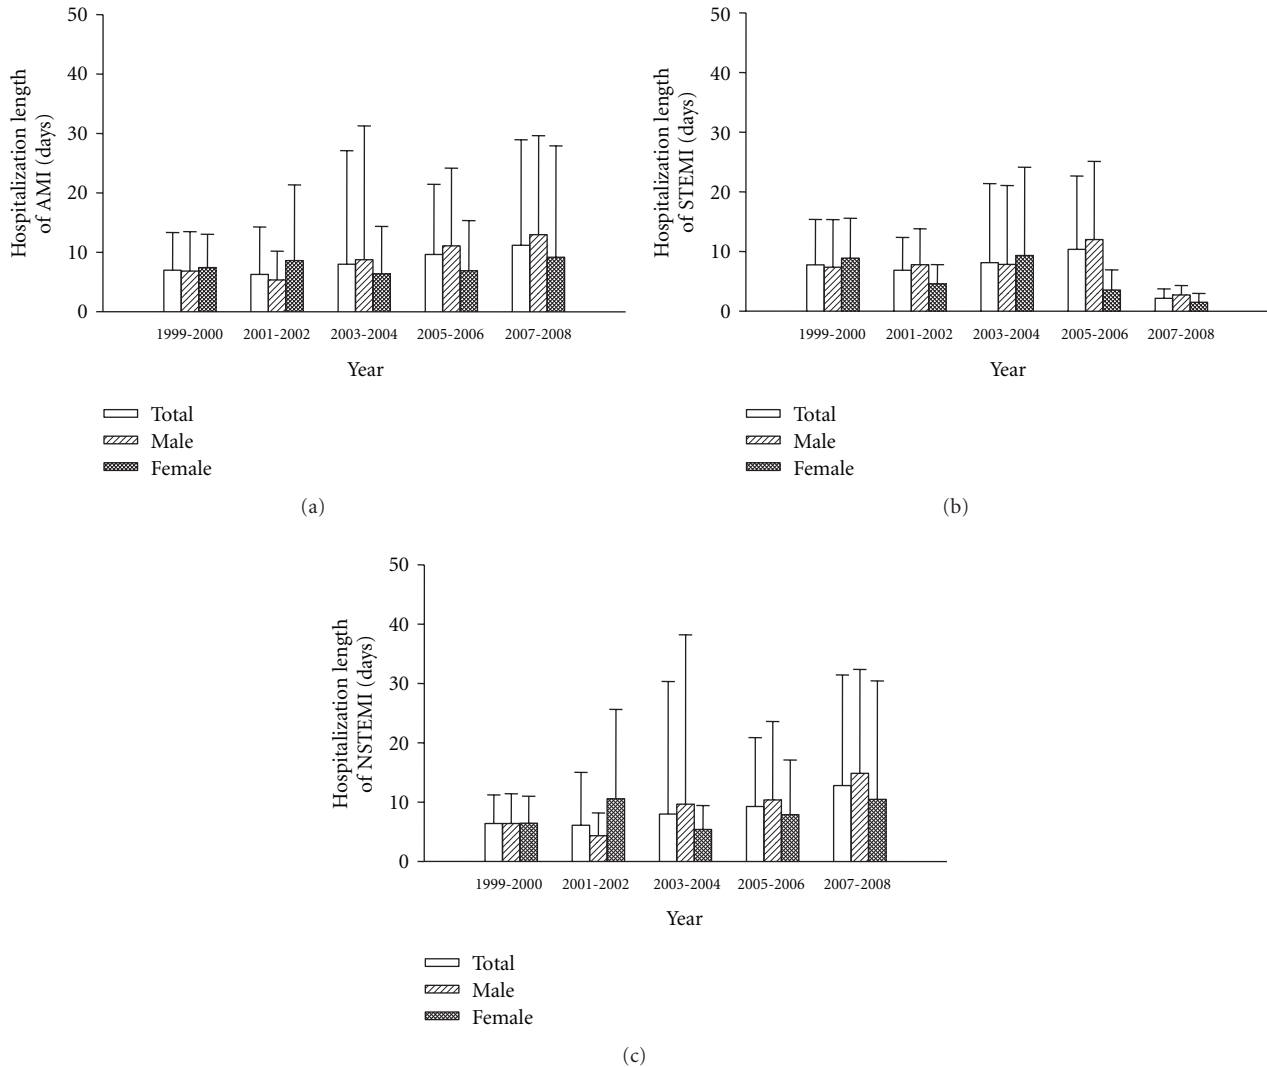 Hospitalization length
of AMI (days)
50
40
30
20
10
0
1999-2000 2001-2002 2003-2004 2005-2006 2007-2008
Year
Total
Male
Female
(a)
Hospitalization length
of STEMI (days)
50
40
30
20
10
0
1999-2000 2001-2002 2003-2004 2005-2006 2007-2008
Year
Total
Male
Female
(b)
Hospitalization length
of NSTEMI (days)
50
40
30
20
10
0
1999-2000 2001-2002 2003-2004 2005-2006 2007-2008
Year
Total
Male
Female
(c)